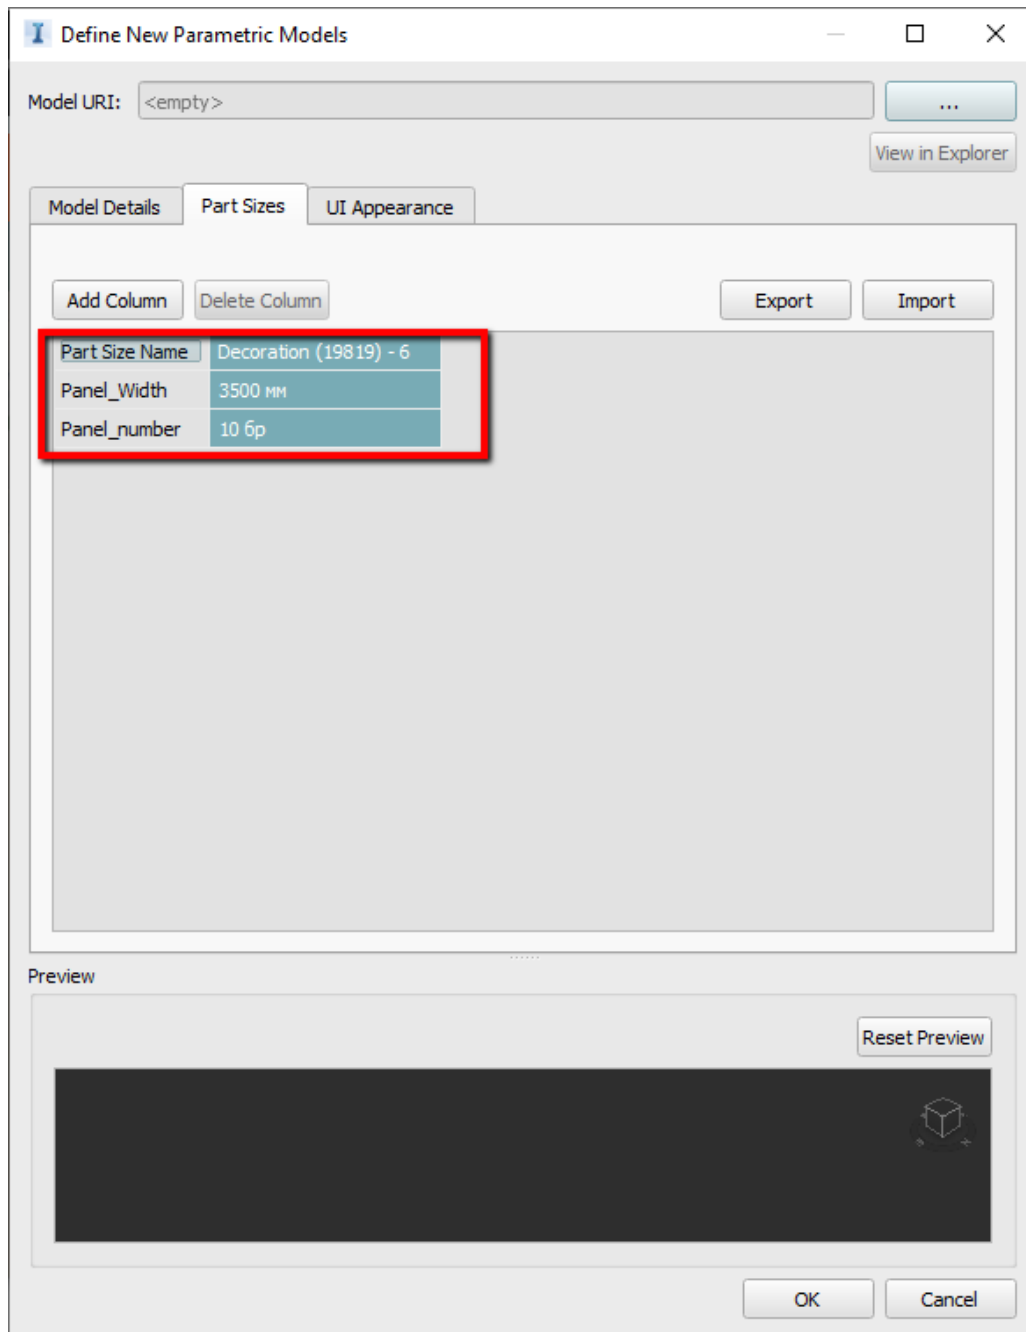 Define New Parametric Models
Model URI: <empty> ...
View in Explorer
Model Details Part Sizes UI Appearance
Add Column Delete Column Export Import
Part Size Name Decoration (19819) - 6
Panel_Width 3500 мм
Panel_number 10 бр
Preview
Reset Preview
OK Cancel